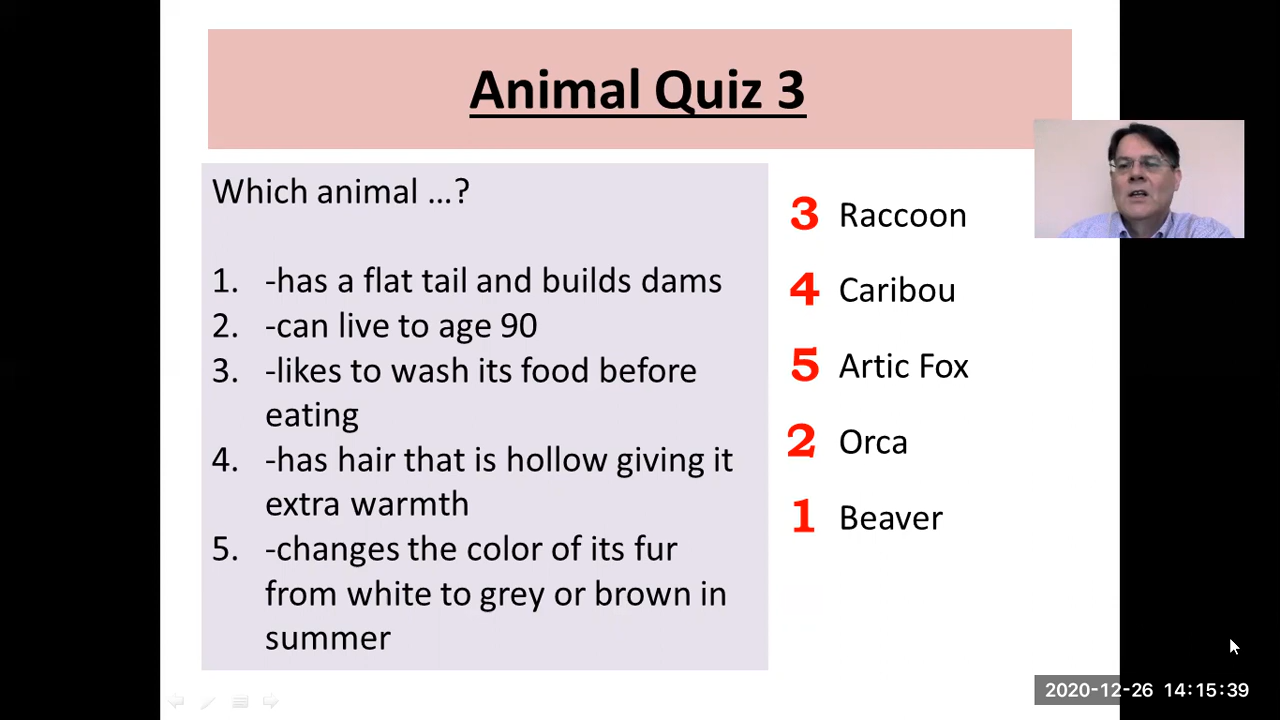 Animal Quiz 3
Which animal ...?
1. -has a flat tail and builds dams
2. -can live to age 90
3. -likes to wash its food before
eating
4. -has hair that is hollow giving it
extra warmth
5. -changes the color of its fur
from white to grey or brown in
summer
3 Raccoon
4 Caribou
5 Artic Fox
2 Orca
1 Beaver
2020-12-26 14:15:39